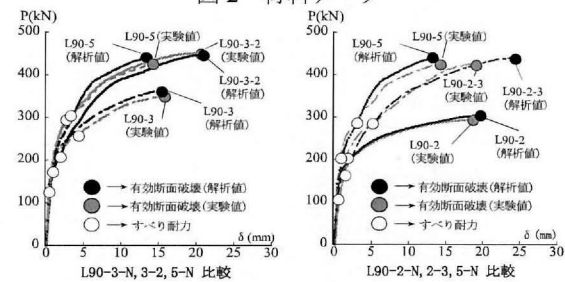 P(kN)
500
400
300
200
100
0
0 5 10 15 20 25 30
δ (mm)
L90-5
(解析値)
L90-5(実験値)
L90-3-2
(実験値)
L90-3-2
(解析値)
L90-3
(解析値)
L90-3
(実験値)
→有効断面破壊(解析値)
→有効断面破壊(実験値)
→すべり耐力
L90-3-N, 3-2, 5-N 比較
P(kN)
500
400
300
200
100
0
0 5 10 15 20 25 30
δ (mm)
L90-5
(解析値)
L90-5
(実験値)
L90-2-3
(実験値)
L90-2-3
(解析値)
L90-2
(実験値)
L90-2
(解析値)
→有効断面破壊(解析値)
→有効断面破壊(実験値)
→すべり耐力
L90-2-N, 2-3, 5-N 比較